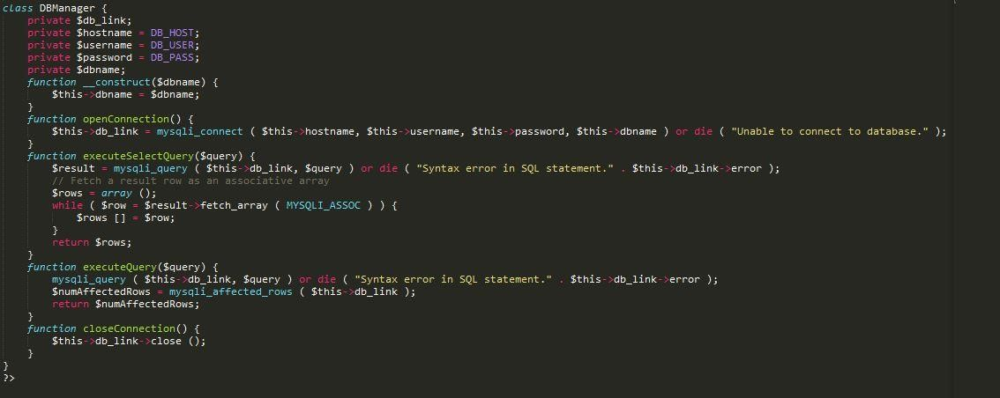 class DBManager {
    private $db_link;
    private $hostname = DB_HOST;
    private $username = DB_USER;
    private $password = DB_PASS;
    private $dbname;
    function __construct($dbname) {
        $this->dbname = $dbname;
    }
    function openConnection() {
        $this->db_link = mysqli_connect ( $this->hostname, $this->username, $this->password, $this->dbname ) or die ( "Unable to connect to database." );
    }
    function executeSelectQuery($query) {
        $result = mysqli_query ( $this->db_link, $query ) or die ( "Syntax error in SQL statement." . $this->db_link->error );
        // Fetch a result row as an associative array
        $rows = array ();
        while ( $row = $result->fetch_array ( MYSQLI_ASSOC ) ) {
            $rows [] = $row;
        }
        return $rows;
    }
    function executeQuery($query) {
        mysqli_query ( $this->db_link, $query ) or die ( "Syntax error in SQL statement." . $this->db_link->error );
        $numAffectedRows = mysqli_affected_rows ( $this->db_link );
        return $numAffectedRows;
    }
    function closeConnection() {
        $this->db_link->close ();
    }
}
?>